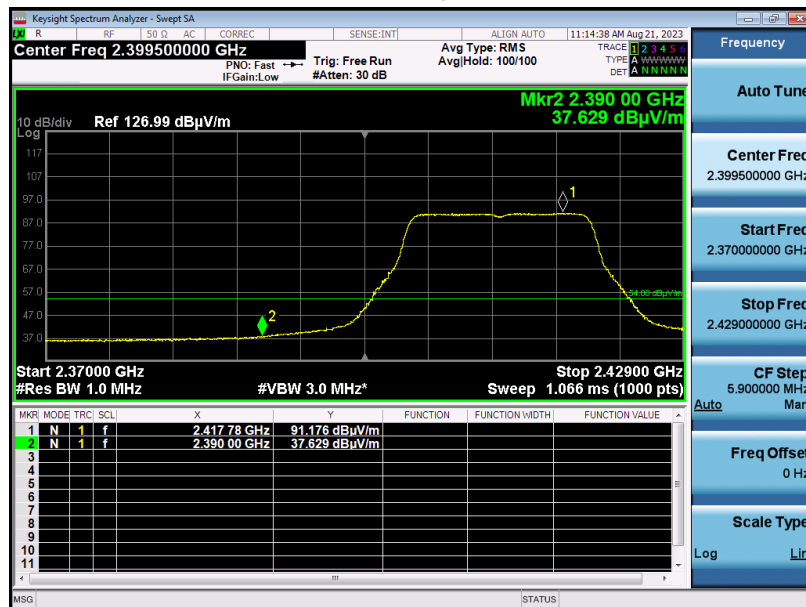 Keysight Spectrum Analyzer - Swept SA
LXI R RF 50 Ω AC CORREC SENSE:INT ALIGN AUTO 11:14:38 AM Aug 21, 2023
Center Freq 2.399500000 GHz
PNO: Fast
IFGain:Low
Trig: Free Run
#Atten: 30 dB
Avg Type: RMS
Avg|Hold: 100/100
TRACE 1 2 3 4 5 6
TYPE A WWWWW
DET A N N N N N
Mkr2 2.390 00 GHz
37.629 dBµV/m
10 dB/div Ref 126.99 dBµV/m
Log
117
107
97.0
87.0
77.0
67.0
57.0
47.0
37.0
1
2
54.00 dBµV/m
Start 2.37000 GHz Stop 2.42900 GHz
#Res BW 1.0 MHz #VBW 3.0 MHz* Sweep 1.066 ms (1000 pts)
MKR MODE TRC SCL X Y FUNCTION FUNCTION WIDTH FUNCTION VALUE
1 N 1 f 2.417 78 GHz 91.176 dBµV/m
2 N 1 f 2.390 00 GHz 37.629 dBµV/m
3
4
5
6
7
8
9
10
11
MSG STATUS
Frequency
Auto Tune
Center Freq
2.399500000 GHz
Start Freq
2.370000000 GHz
Stop Freq
2.429000000 GHz
CF Step
5.900000 MHz
Auto Man
Freq Offset
0 Hz
Scale Type
Log Lin